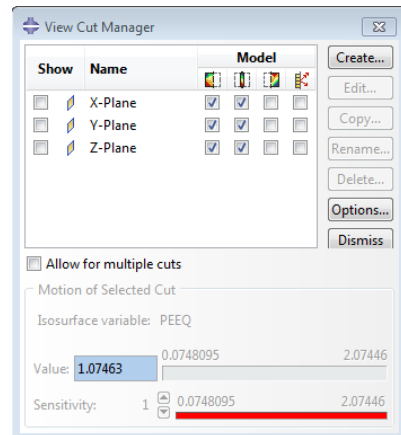 View Cut Manager
Show Name Model
X-Plane
Y-Plane
Z-Plane
Create...
Edit...
Copy...
Rename...
Delete...
Options...
Dismiss
Allow for multiple cuts
Motion of Selected Cut
Isosurface variable: PEEQ
0.0748095 2.07446
Value: 1.07463
Sensitivity: 1 0.0748095 2.07446